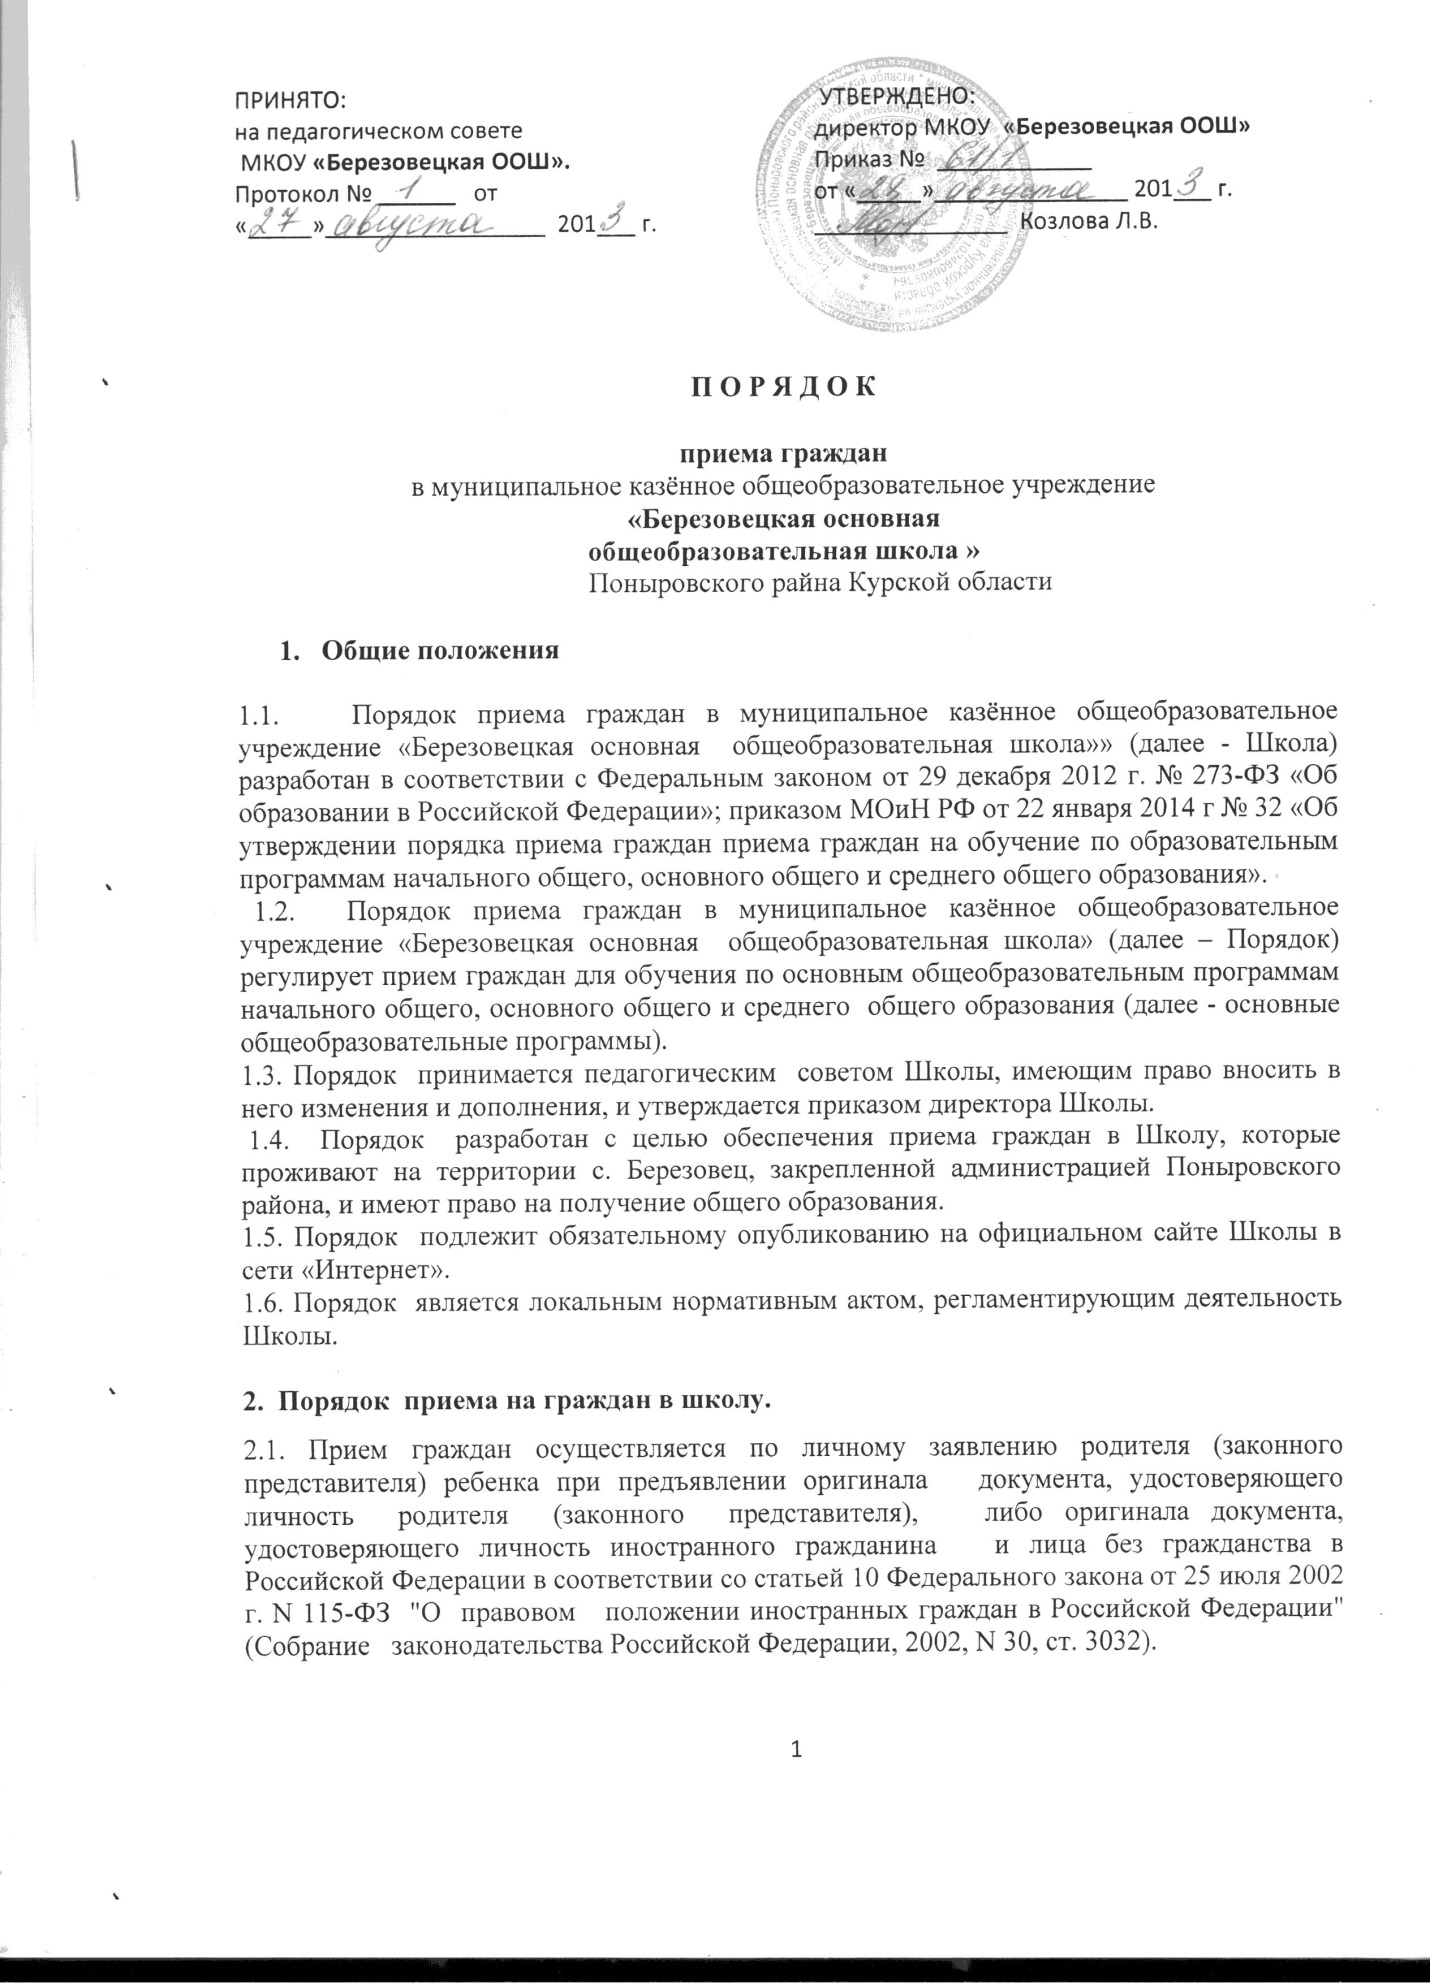 ПРИНЯТО:
на педагогическом совете
МКОУ «Березовецкая ООШ».
Протокол № 1 от
«27» августа 2013 г.
УТВЕРЖДЕНО:
директор МКОУ «Березовецкая ООШ»
Приказ № 61/1
от «28» августа 2013 г.
Козлова Л.В.
П О Р Я Д О К
приема граждан
в муниципальное казённое общеобразовательное учреждение
«Березовецкая основная
общеобразовательная школа »
Поныровского райна Курской области
1. Общие положения
1.1. Порядок приема граждан в муниципальное казённое общеобразовательное
учреждение «Березовецкая основная общеобразовательная школа»» (далее - Школа)
разработан в соответствии с Федеральным законом от 29 декабря 2012 г. № 273-ФЗ «Об
образовании в Российской Федерации»; приказом МОиН РФ от 22 января 2014 г № 32 «Об
утверждении порядка приема граждан приема граждан на обучение по образовательным
программам начального общего, основного общего и среднего общего образования».
1.2. Порядок приема граждан в муниципальное казённое общеобразовательное
учреждение «Березовецкая основная общеобразовательная школа» (далее – Порядок)
регулирует прием граждан для обучения по основным общеобразовательным программам
начального общего, основного общего и среднего общего образования (далее - основные
общеобразовательные программы).
1.3. Порядок принимается педагогическим советом Школы, имеющим право вносить в
него изменения и дополнения, и утверждается приказом директора Школы.
1.4. Порядок разработан с целью обеспечения приема граждан в Школу, которые
проживают на территории с. Березовец, закрепленной администрацией Поныровского
района, и имеют право на получение общего образования.
1.5. Порядок подлежит обязательному опубликованию на официальном сайте Школы в
сети «Интернет».
1.6. Порядок является локальным нормативным актом, регламентирующим деятельность
Школы.
2. Порядок приема на граждан в школу.
2.1. Прием граждан осуществляется по личному заявлению родителя (законного
представителя) ребенка при предъявлении оригинала документа, удостоверяющего
личность родителя (законного представителя), либо оригинала документа,
удостоверяющего личность иностранного гражданина и лица без гражданства в
Российской Федерации в соответствии со статьей 10 Федерального закона от 25 июля 2002
г. N 115-ФЗ "О правовом положении иностранных граждан в Российской Федерации"
(Собрание законодательства Российской Федерации, 2002, N 30, ст. 3032).
1